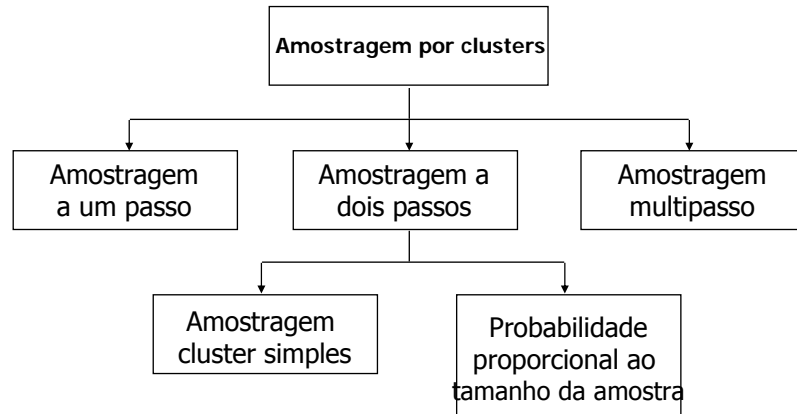 Amostragem por clusters
Amostragem
a um passo
Amostragem a
dois passos
Amostragem
multipasso
Amostragem
cluster simples
Probabilidade
proporcional ao
tamanho da amostra